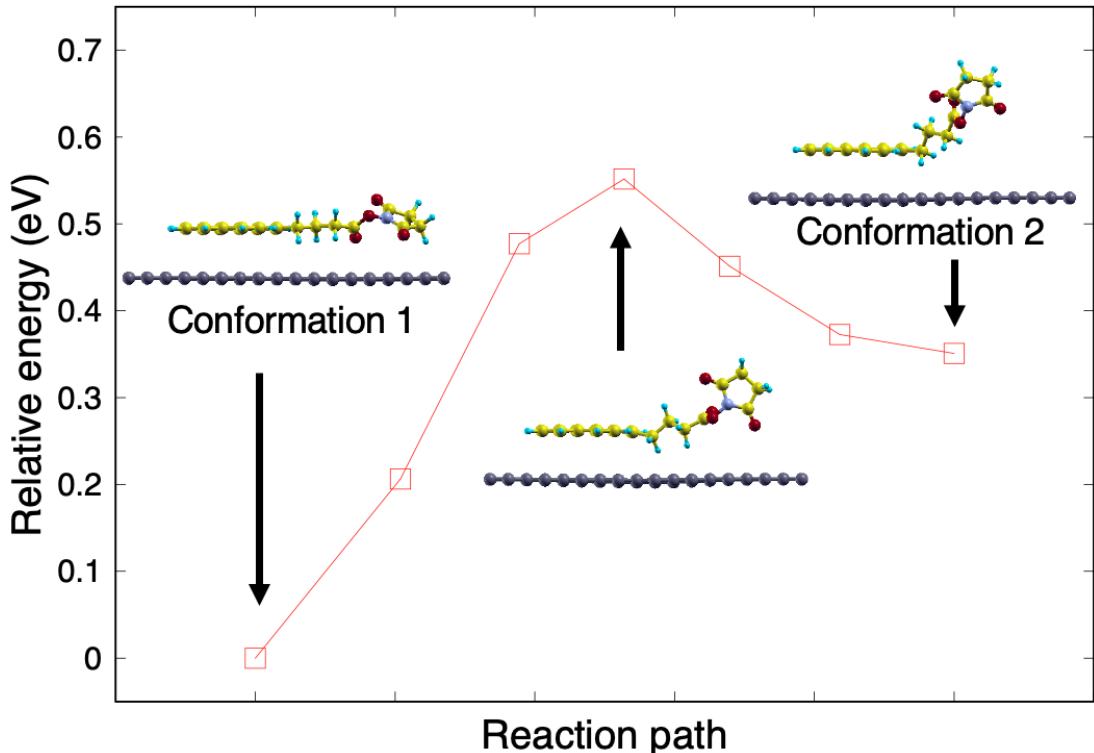 0.7
0.6
0.5
0.4
0.3
0.2
0.1
0
Relative energy (eV)
Conformation 1
Conformation 2
Reaction path